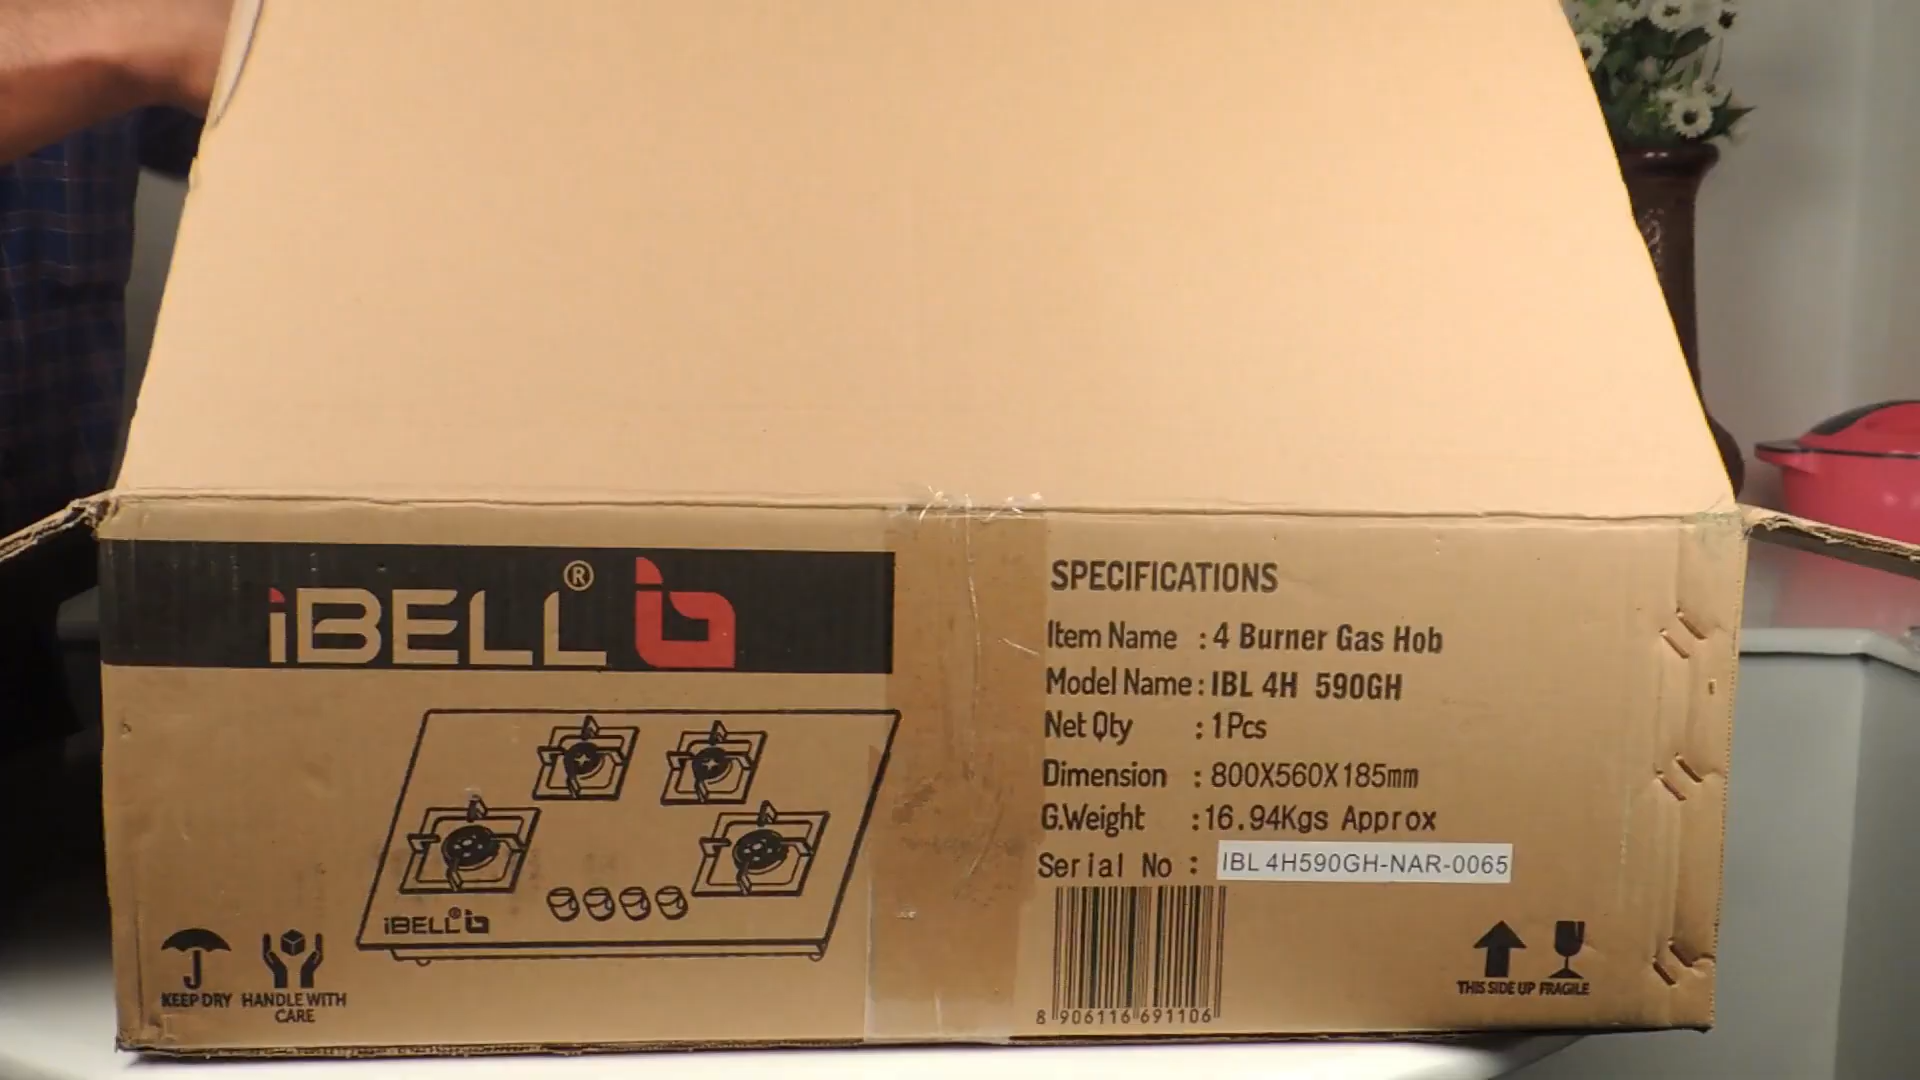 iBELL®
SPECIFICATIONS
Item Name : 4 Burner Gas Hob
Model Name : IBL 4H 590GH
Net Qty : 1Pcs
Dimension : 800X560X185mm
G.Weight :16.94Kgs Approx
Serial No : IBL 4H590GH-NAR-0065
8 906116 691106
iBELL®
KEEP DRY
HANDLE WITH
CARE
THIS SIDE UP
FRAGILE